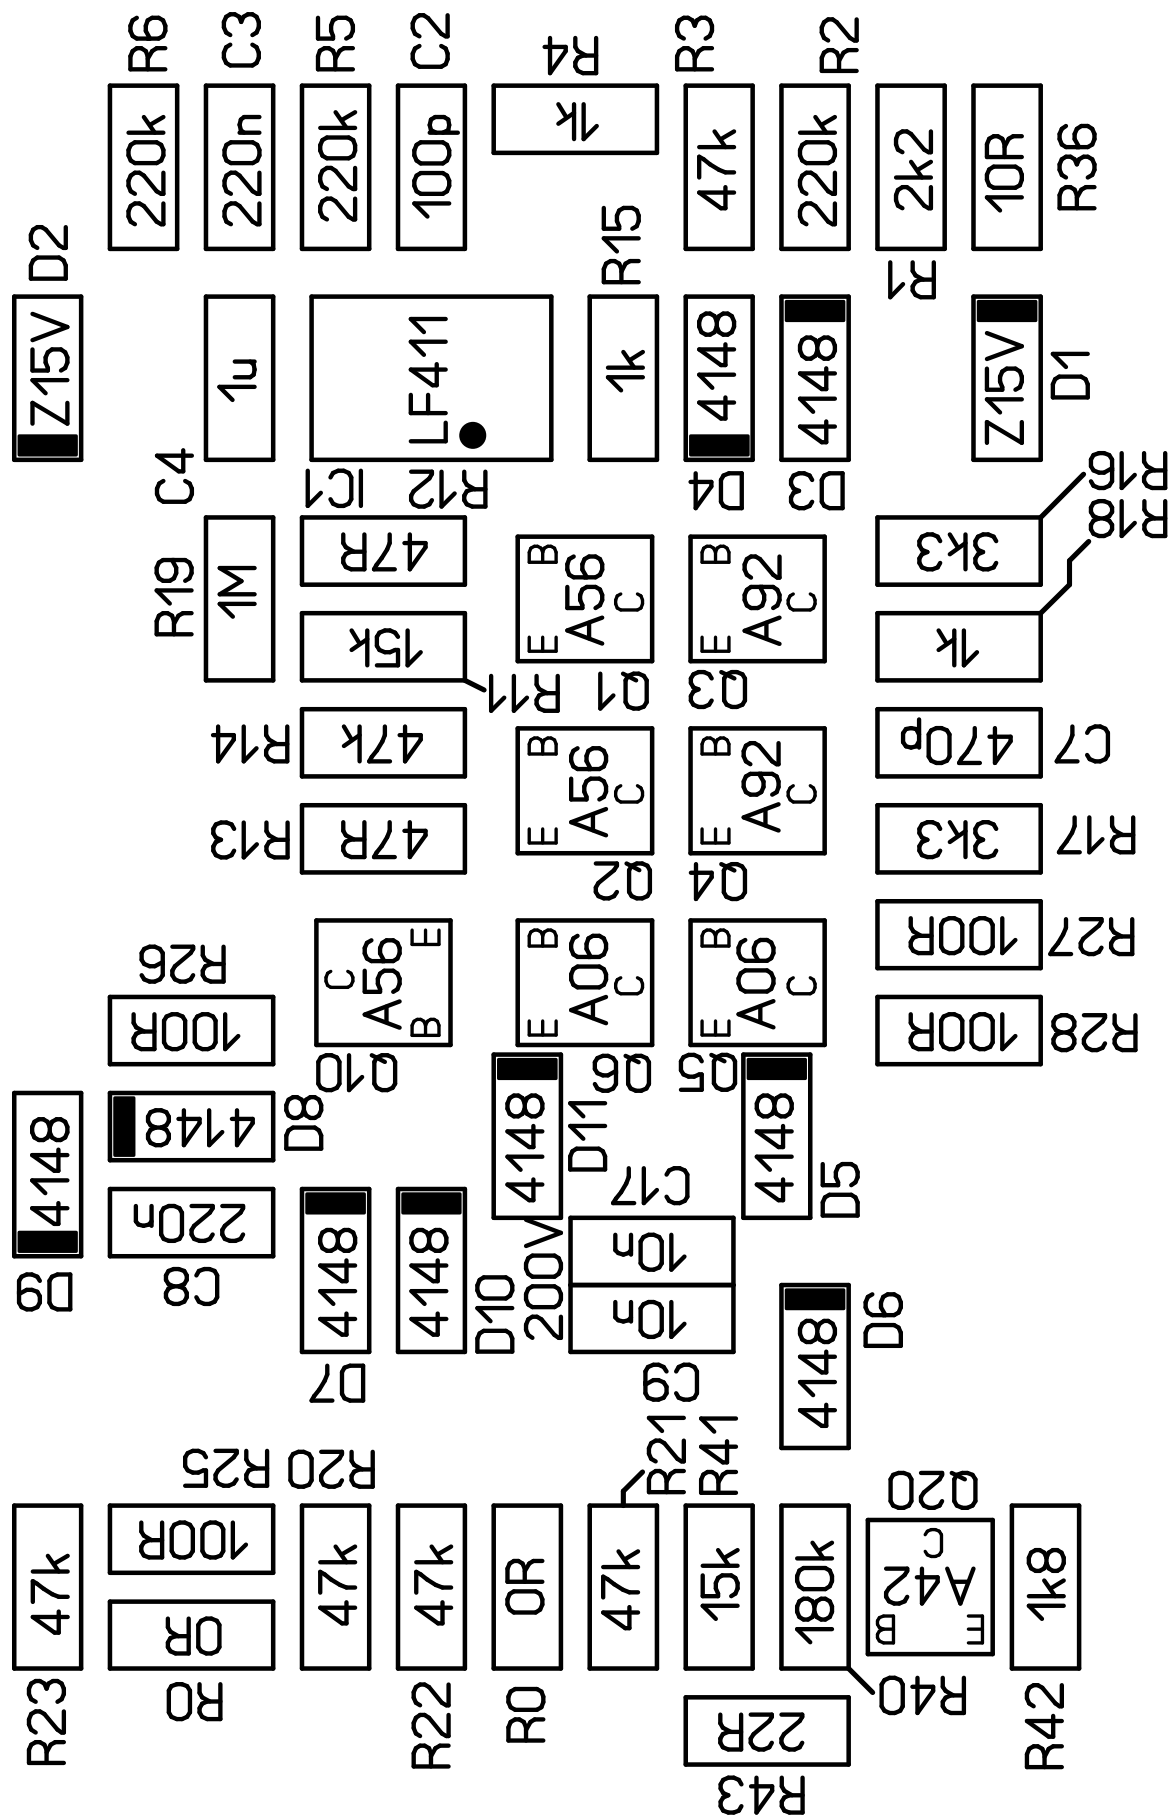 R6
C3
R5
C2
R4
R3
R2
220k
220n
220k
100p
1k
47k
220k
2k2
10R
R36
D2
R15
R1
Z15V
1u
LF411
1k
4148
4148
Z15V
D1
C4
IC1
R12
D4
D3
R16
R18
R19
1M
47R
E B
A56
C
E B
A92
C
3k3
15k
R11
Q1
Q3
1k
R14
47k
E B
A56
C
E B
A92
C
470p
C7
R13
47R
Q2
Q4
3k3
R17
R26
C
A56
B E
E B
A06
C
E B
A06
C
100R
R27
100R
Q10
Q6
Q5
100R
R28
4148
4148
D8
4148
D11
4148
D5
C17
D9
220n
C8
4148
4148
D10
200V
10n
10n
4148
D6
D7
C9
R25
R20
R21
R41
Q20
47k
100R
47k
47k
0R
47k
15k
180k
C
A42
B E
1k8
0R
R23
R0
R22
R0
R40
R42
22R
R43